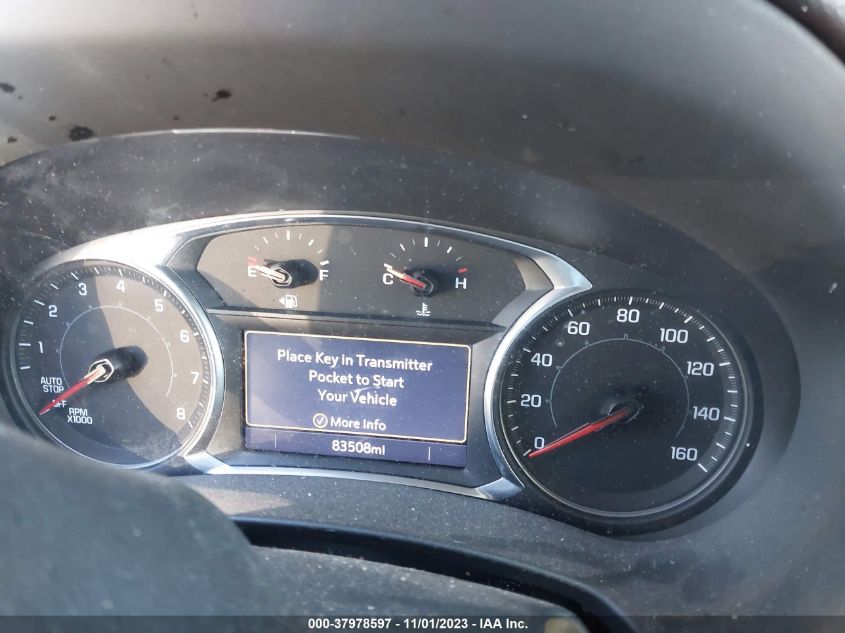 E F
C H
1 2 3 4 5 6 7 8
AUTO
STOP
OFF
RPM
X1000
Place Key in Transmitter
Pocket to Start
Your Vehicle
More Info
83508mi
0 20 40 60 80 100 120 140 160
000-37978597 - 11/01/2023 - IAA Inc.